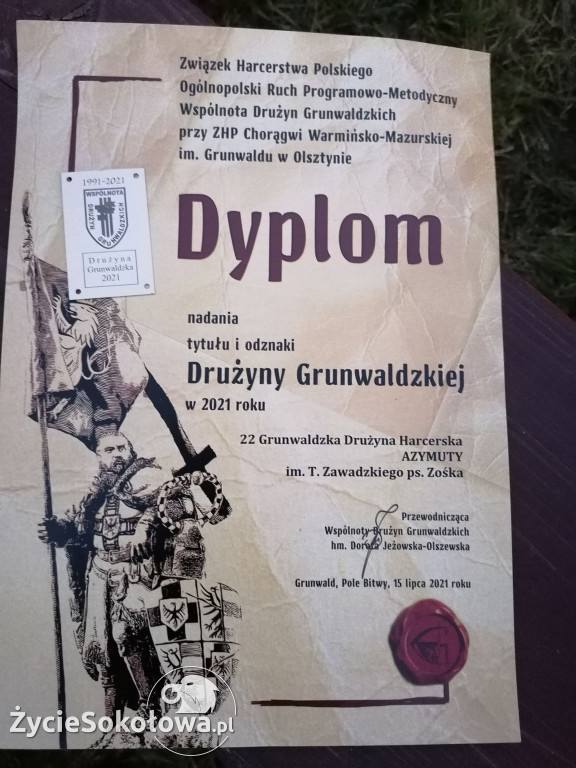 Związek Harcerstwa Polskiego
Ogólnopolski Ruch Programowo-Metodyczny
Wspólnota Drużyn Grunwaldzkich
przy ZHP Chorągwi Warmińsko-Mazurskiej
im. Grunwaldu w Olsztynie
1991-2021
WSPÓLNOTA
DRUŻYN
GRUNWALDZKICH
Drużyna
Grunwaldzka
2021
Dyplom
nadania
tytułu i odznaki
Drużyny Grunwaldzkiej
w 2021 roku
22 Grunwaldzka Drużyna Harcerska
AZYMUTY
im. T. Zawadzkiego ps. Zośka
Przewodnicząca
Wspólnoty Drużyn Grunwaldzkich
hm. Dorota Jeżowska-Olszewska
Grunwald, Pole Bitwy, 15 lipca 2021 roku
ŻycieSokołowa.pl